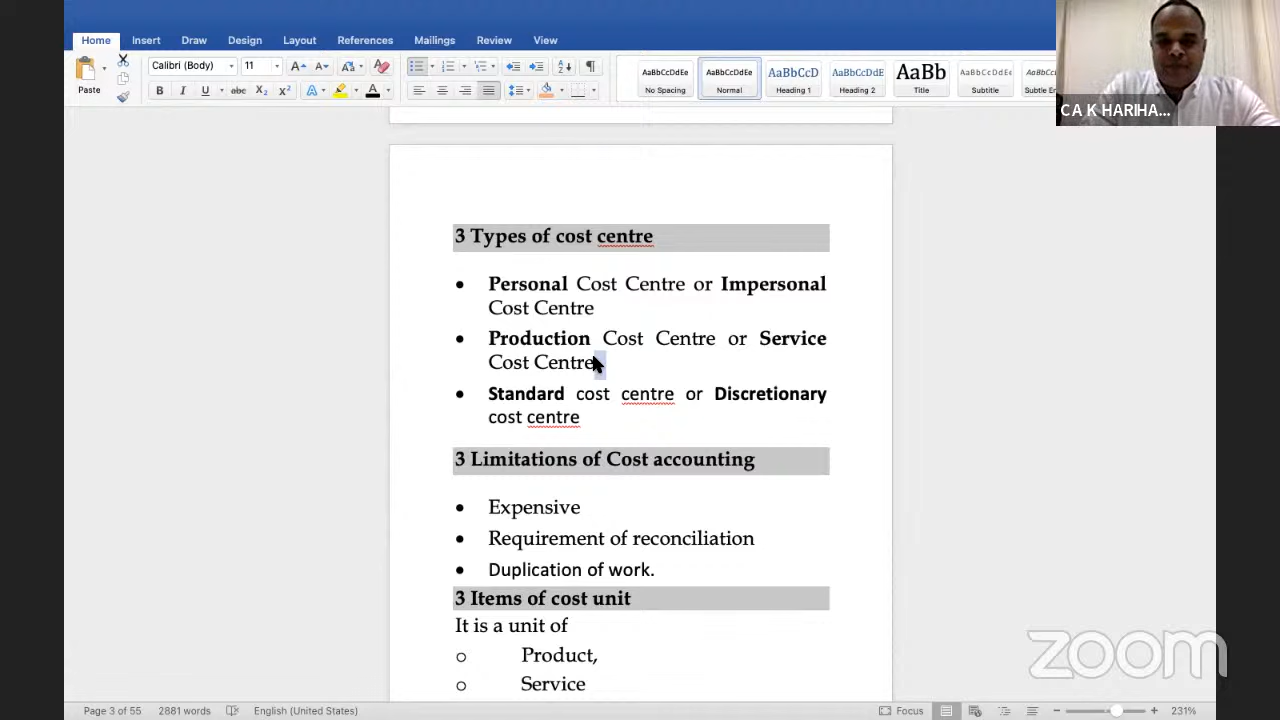 Home Insert Draw Design Layout References Mailings Review View
Calibri (Body) 11
Paste
AaBbCcDdEe AaBbCcDdEe AaBbCcD AaBbCcDdE AaBb AaBbCcDdEe AaBbCcDdEe
No Spacing Normal Heading 1 Heading 2 Title Subtitle Subtle En
C A K HARIHA...
3 Types of cost centre
• Personal Cost Centre or Impersonal
Cost Centre
• Production Cost Centre or Service
Cost Centre
• Standard cost centre or Discretionary
cost centre
3 Limitations of Cost accounting
• Expensive
• Requirement of reconciliation
• Duplication of work.
3 Items of cost unit
It is a unit of
o Product,
o Service
zoom
Page 3 of 55 2881 words English (United States) Focus 231%